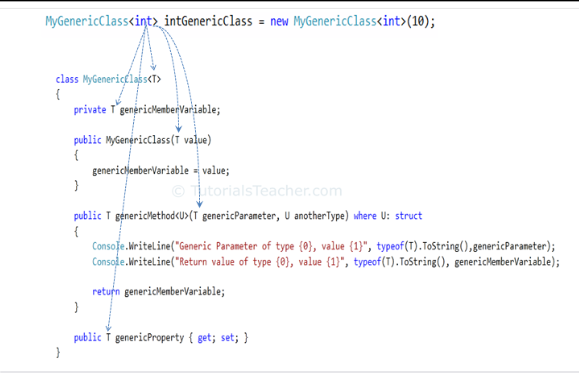 MyGenericClass<int> intGenericClass = new MyGenericClass<int>(10);
class MyGenericClass<T>
{
private T genericMemberVariable;
public MyGenericClass(T value)
{
genericMemberVariable = value;
}
© TutorialsTeacher.com
public T genericMethod<U>(T genericParameter, U anotherType) where U: struct
{
Console.WriteLine("Generic Parameter of type {0}, value {1}", typeof(T).ToString(),genericParameter);
Console.WriteLine("Return value of type {0}, value {1}", typeof(T).ToString(), genericMemberVariable);
return genericMemberVariable;
}
public T genericProperty { get; set; }
}